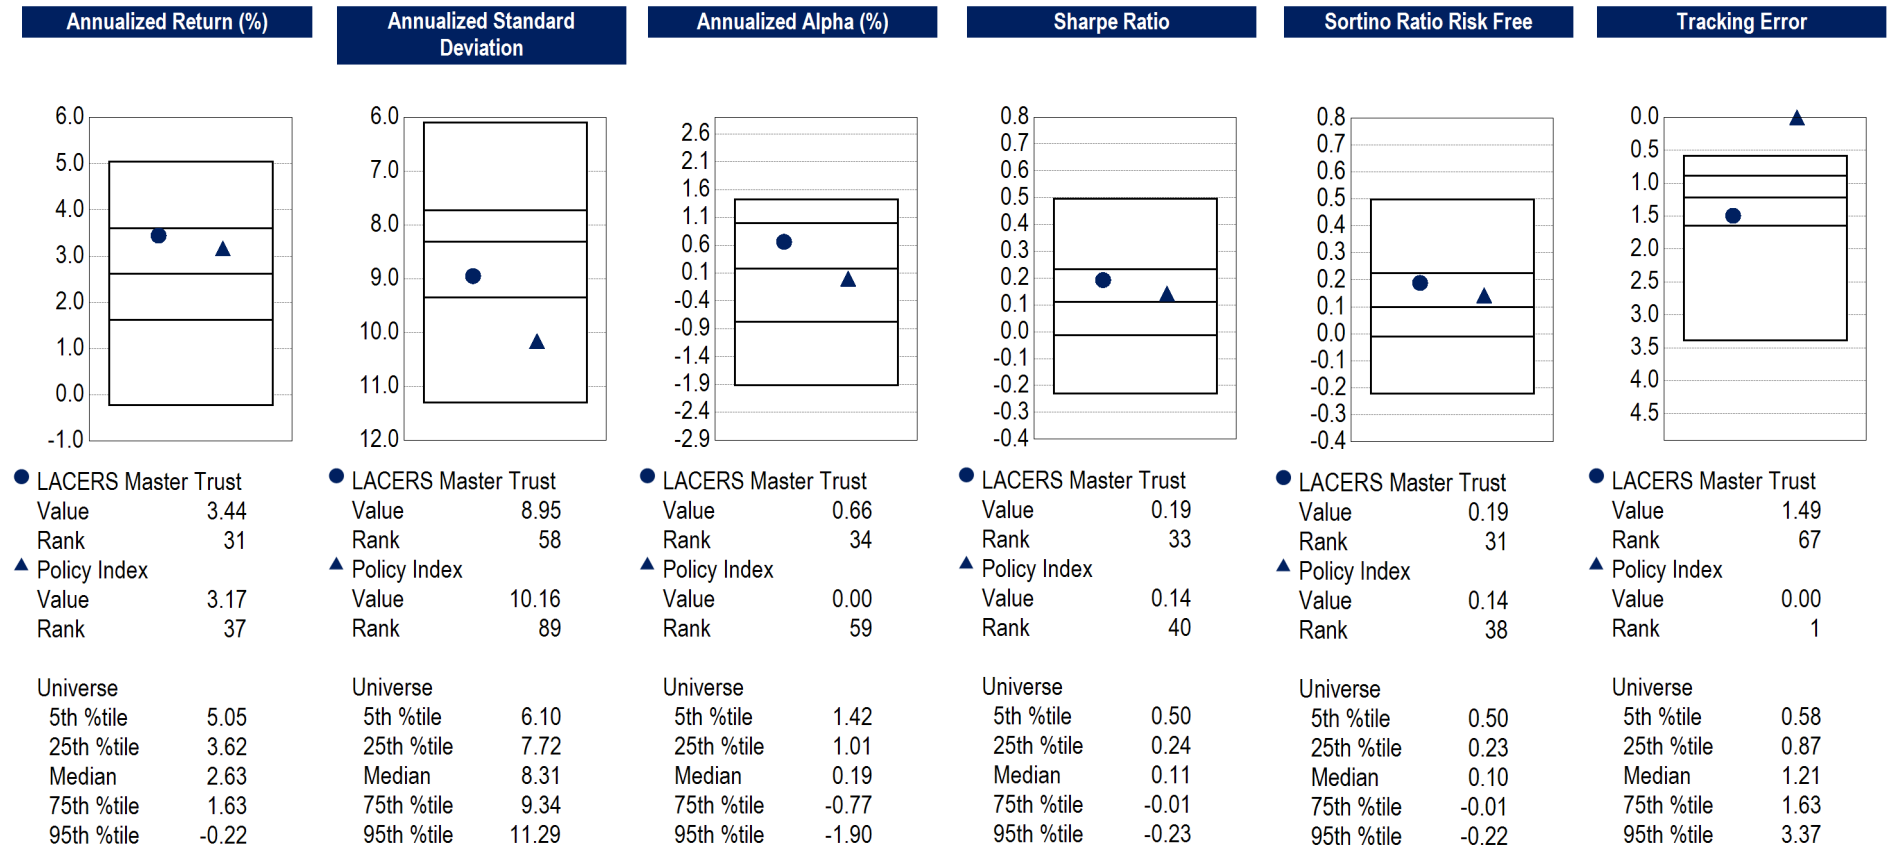 Annualized Return (%)
6.0
5.0
4.0
3.0
2.0
1.0
0.0
-1.0
LACERS Master Trust
Value 3.44
Rank 31
Policy Index
Value 3.17
Rank 37
Universe
5th %tile 5.05
25th %tile 3.62
Median 2.63
75th %tile 1.63
95th %tile -0.22
Annualized Standard
Deviation
6.0
7.0
8.0
9.0
10.0
11.0
12.0
LACERS Master Trust
Value 8.95
Rank 58
Policy Index
Value 10.16
Rank 89
Universe
5th %tile 6.10
25th %tile 7.72
Median 8.31
75th %tile 9.34
95th %tile 11.29
Annualized Alpha (%)
2.6
2.1
1.6
1.1
0.6
0.1
-0.4
-0.9
-1.4
-1.9
-2.4
-2.9
LACERS Master Trust
Value 0.66
Rank 34
Policy Index
Value 0.00
Rank 59
Universe
5th %tile 1.42
25th %tile 1.01
Median 0.19
75th %tile -0.77
95th %tile -1.90
Sharpe Ratio
0.8
0.7
0.6
0.5
0.4
0.3
0.2
0.1
0.0
-0.1
-0.2
-0.3
-0.4
LACERS Master Trust
Value 0.19
Rank 33
Policy Index
Value 0.14
Rank 40
Universe
5th %tile 0.50
25th %tile 0.24
Median 0.11
75th %tile -0.01
95th %tile -0.23
Sortino Ratio Risk Free
0.8
0.7
0.6
0.5
0.4
0.3
0.2
0.1
0.0
-0.1
-0.2
-0.3
-0.4
LACERS Master Trust
Value 0.19
Rank 31
Policy Index
Value 0.14
Rank 38
Universe
5th %tile 0.50
25th %tile 0.23
Median 0.10
75th %tile -0.01
95th %tile -0.22
Tracking Error
0.0
0.5
1.0
1.5
2.0
2.5
3.0
3.5
4.0
4.5
LACERS Master Trust
Value 1.49
Rank 67
Policy Index
Value 0.00
Rank 1
Universe
5th %tile 0.58
25th %tile 0.87
Median 1.21
75th %tile 1.63
95th %tile 3.37